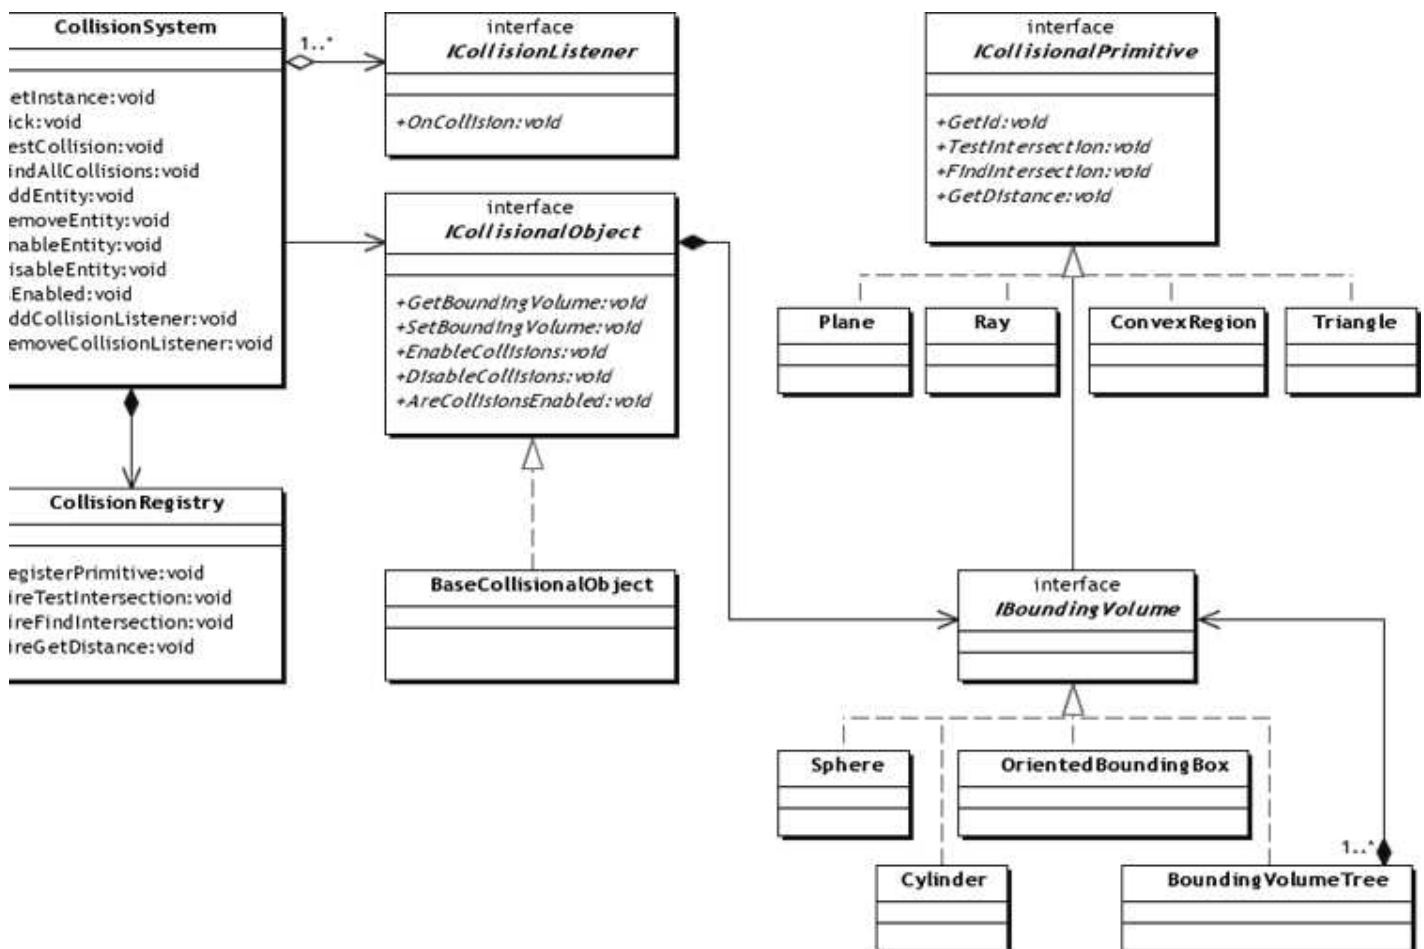 CollisionSystem
etInstance:void
ick:void
estCollision:void
indAllCollisions:void
ddEntity:void
emoveEntity:void
nableEntity:void
isableEntity:void
Enabled:void
ddCollisionListener:void
emoveCollisionListener:void
1..*
interface
ICollisionListener
+OnCollision:void
interface
ICollisionalObject
+GetBoundingVolume:void
+SetBoundingVolume:void
+EnableCollisions:void
+DisableCollisions:void
+AreCollisionsEnabled:void
interface
ICollisionalPrimitive
+GetId:void
+TestIntersection:void
+FindIntersection:void
+GetDistance:void
Plane
Ray
ConvexRegion
Triangle
CollisionRegistry
egisterPrimitive:void
ireTestIntersection:void
ireFindIntersection:void
ireGetDistance:void
BaseCollisionalObject
interface
IBoundingVolume
Sphere
OrientedBoundingBox
1..*
Cylinder
BoundingVolumeTree